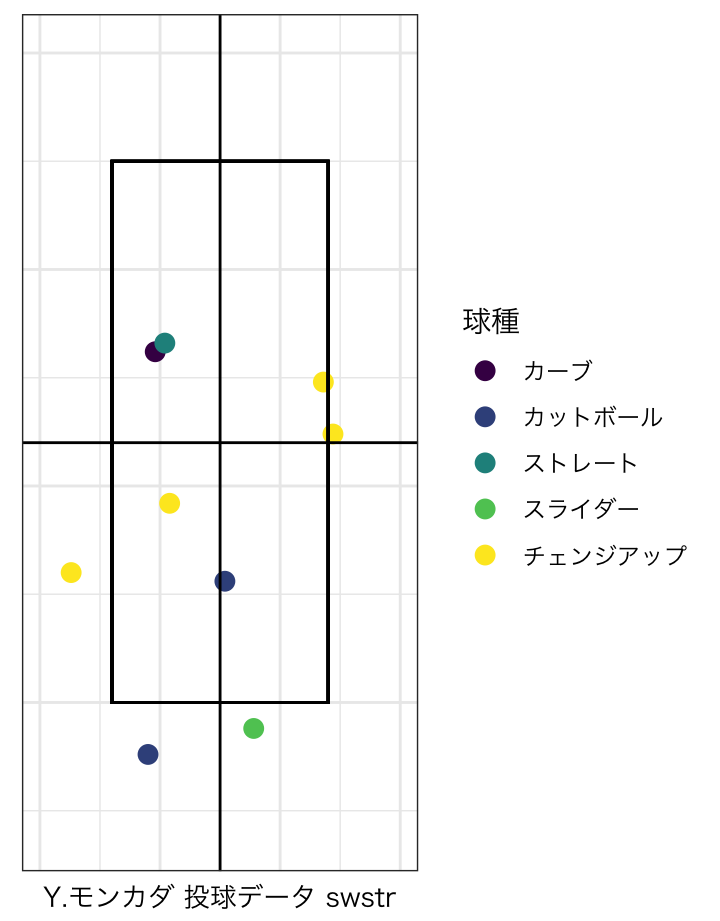 球種
カーブ
カットボール
ストレート
スライダー
チェンジアップ
Y.モンカダ 投球データ swstr